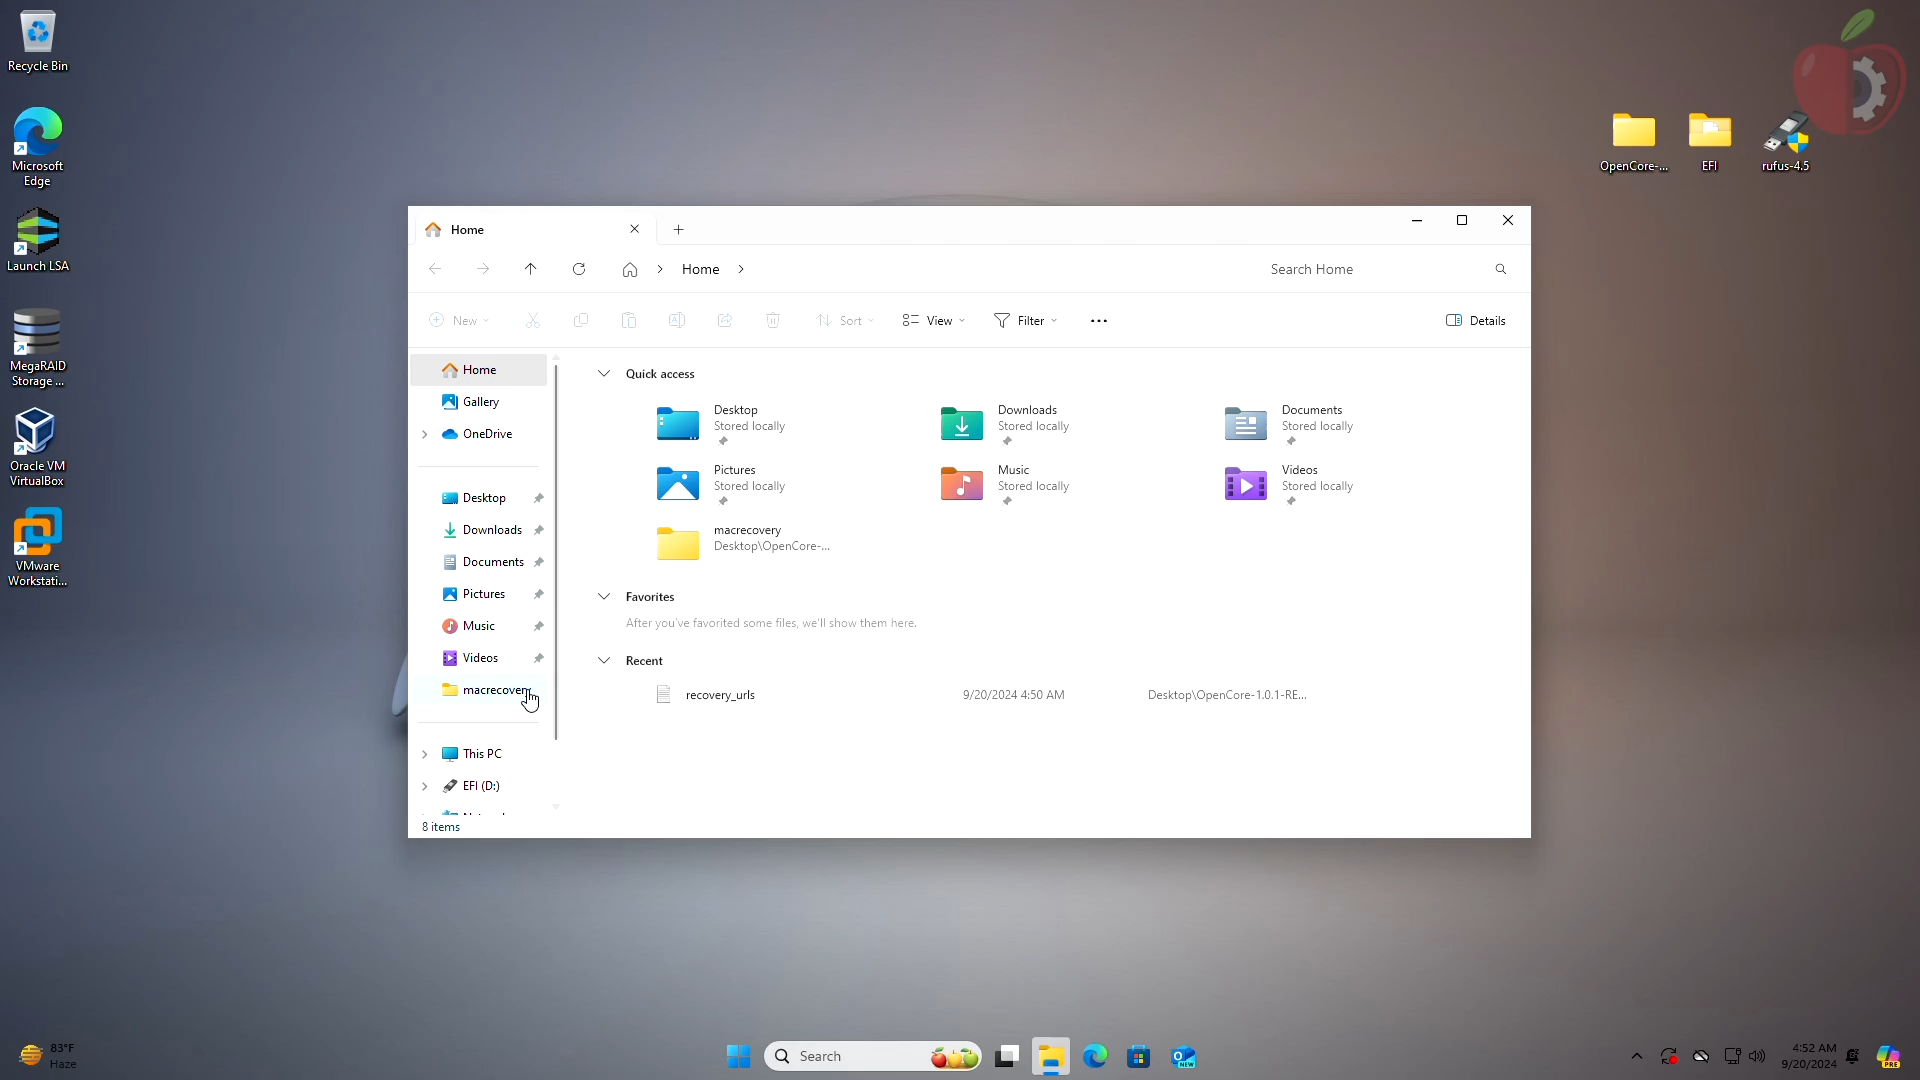 Recycle Bin
Microsoft
Edge
Launch LSA
MegaRAID
Storage ...
Oracle VM
VirtualBox
VMware
Workstati...
OpenCore-...
EFI
rufus-4.5
Home
Home
Search Home
New
Sort
View
Filter
Details
Home
Gallery
OneDrive
Desktop
Downloads
Documents
Pictures
Music
Videos
macrecovery
This PC
EFI (D:)
8 items
Quick access
Desktop
Stored locally
Downloads
Stored locally
Documents
Stored locally
Pictures
Stored locally
Music
Stored locally
Videos
Stored locally
macrecovery
Desktop\OpenCore-...
Favorites
After you've favorited some files, we'll show them here.
Recent
recovery_urls 9/20/2024 4:50 AM Desktop\OpenCore-1.0.1-RE...
83°F
Haze
Search
NEW
4:52 AM
9/20/2024
PRE